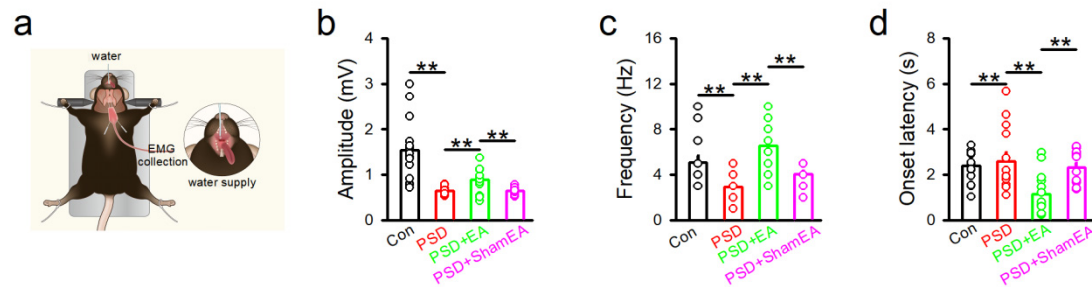 a
water
EMG
collection
water supply
b
Amplitude (mV)
4
3
2
1
0
**
**
**
Con
PSD
PSD+EA
PSD+ShamEA
c
Frequency (Hz)
16
12
8
4
0
**
**
**
Con
PSD
PSD+EA
PSD+ShamEA
d
Onset latency (s)
8
6
4
2
0
**
**
**
Con
PSD
PSD+EA
PSD+ShamEA